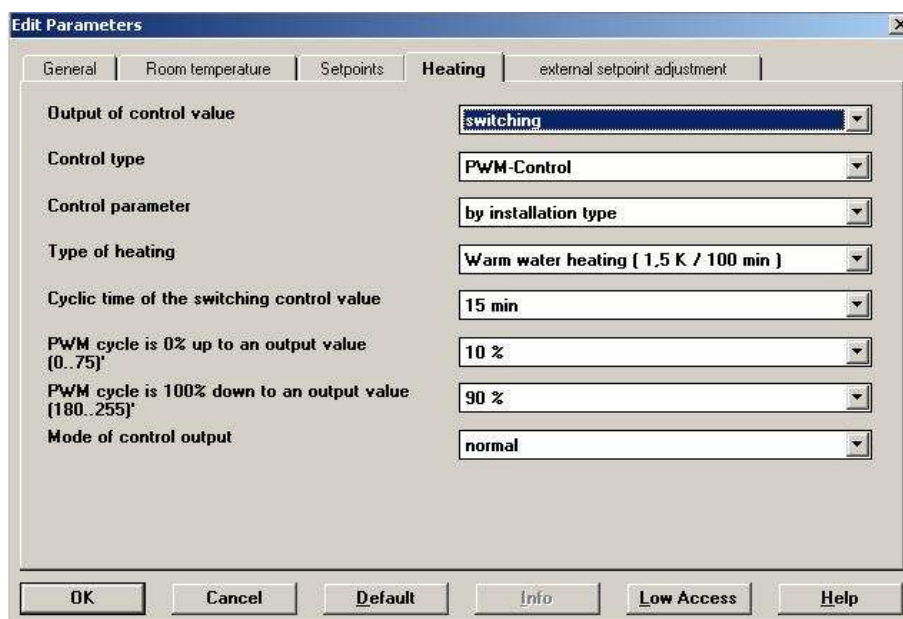 Edit Parameters
General
Room temperature
Setpoints
Heating
external setpoint adjustment
Output of control value
switching
Control type
PWM-Control
Control parameter
by installation type
Type of heating
Warm water heating ( 1,5 K / 100 min )
Cyclic time of the switching control value
15 min
PWM cycle is 0% up to an output value
(0..75)'
10 %
PWM cycle is 100% down to an output value
(180..255)'
90 %
Mode of control output
normal
OK
Cancel
Default
Info
Low Access
Help